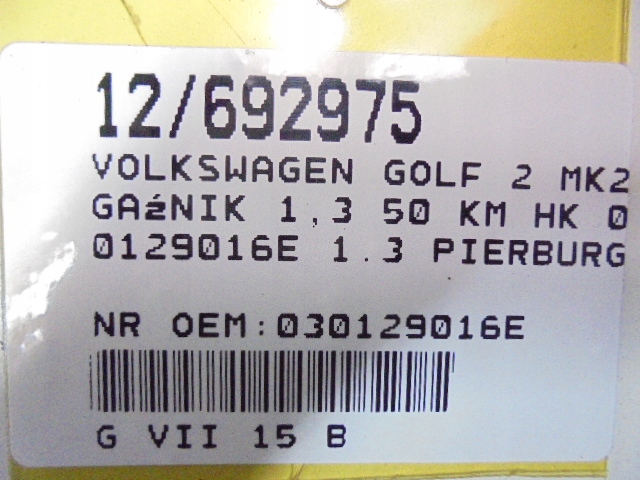 12/692975
VOLKSWAGEN GOLF 2 MK2
GAźNIK 1,3 50 KM HK 0
0129016E 1.3 PIERBURG
NR OEM:030129016E
G VII 15 B